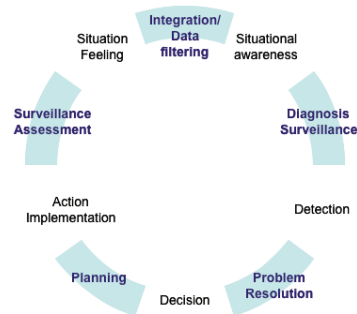 Integration/
Data
filtering
Situational
awareness
Diagnosis
Surveillance
Detection
Problem
Resolution
Decision
Planning
Action
Implementation
Surveillance
Assessment
Situation
Feeling